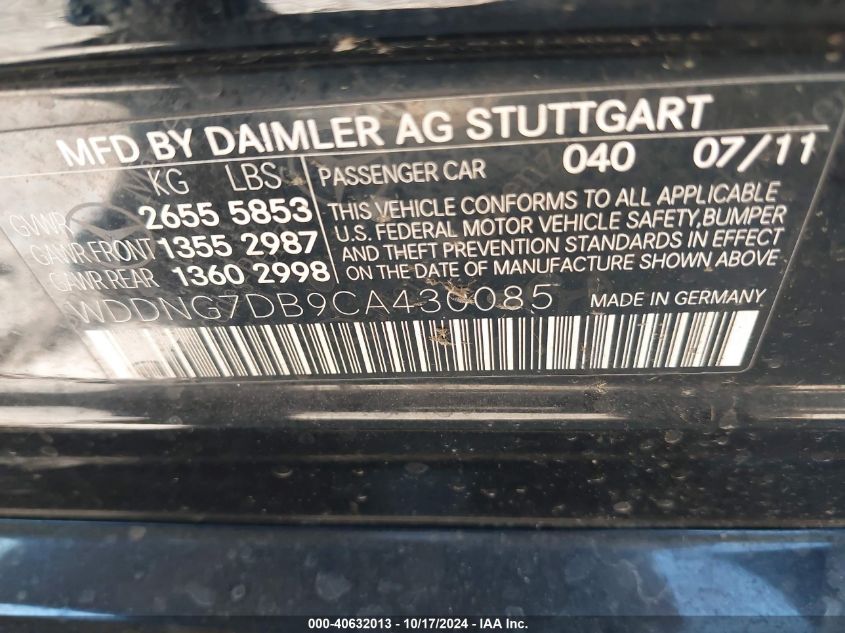 MFD BY DAIMLER AG STUTTGART
KG LBS PASSENGER CAR 040 07/11
GVWR 2655 5853
GAWR FRONT 1355 2987
GAWR REAR 1360 2998
THIS VEHICLE CONFORMS TO ALL APPLICABLE
U.S. FEDERAL MOTOR VEHICLE SAFETY,BUMPER
AND THEFT PREVENTION STANDARDS IN EFFECT
ON THE DATE OF MANUFACTURE SHOWN ABOVE
WDDNG7DB9CA430085 MADE IN GERMANY
000-40632013 - 10/17/2024 - IAA Inc.